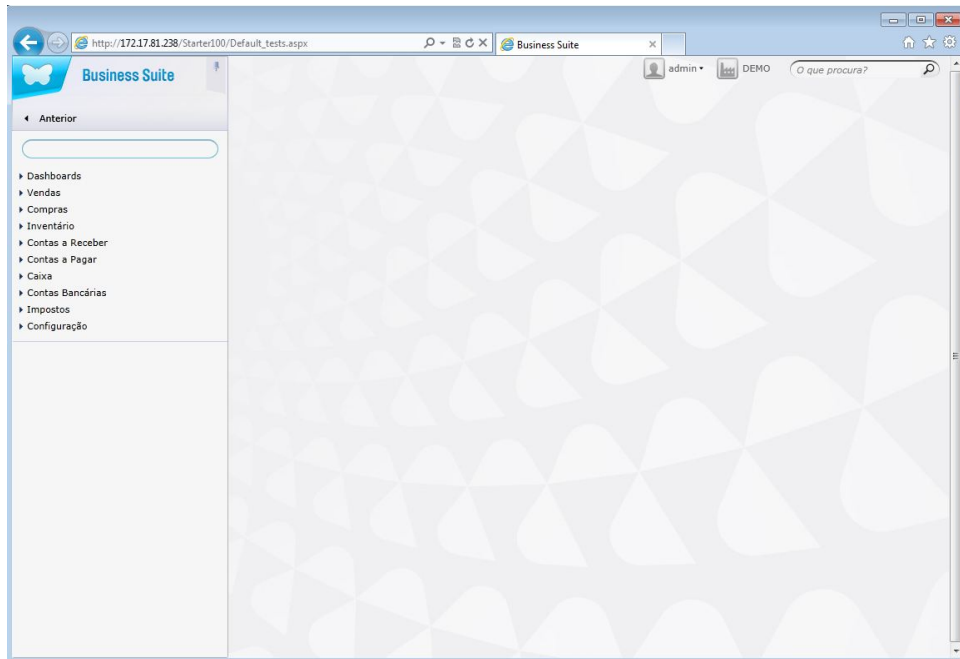 http://172.17.81.238/Starter100/Default_tests.aspx
Business Suite
Business Suite
admin
DEMO
O que procura?
Anterior
Dashboards
Vendas
Compras
Inventário
Contas a Receber
Contas a Pagar
Caixa
Contas Bancárias
Impostos
Configuração